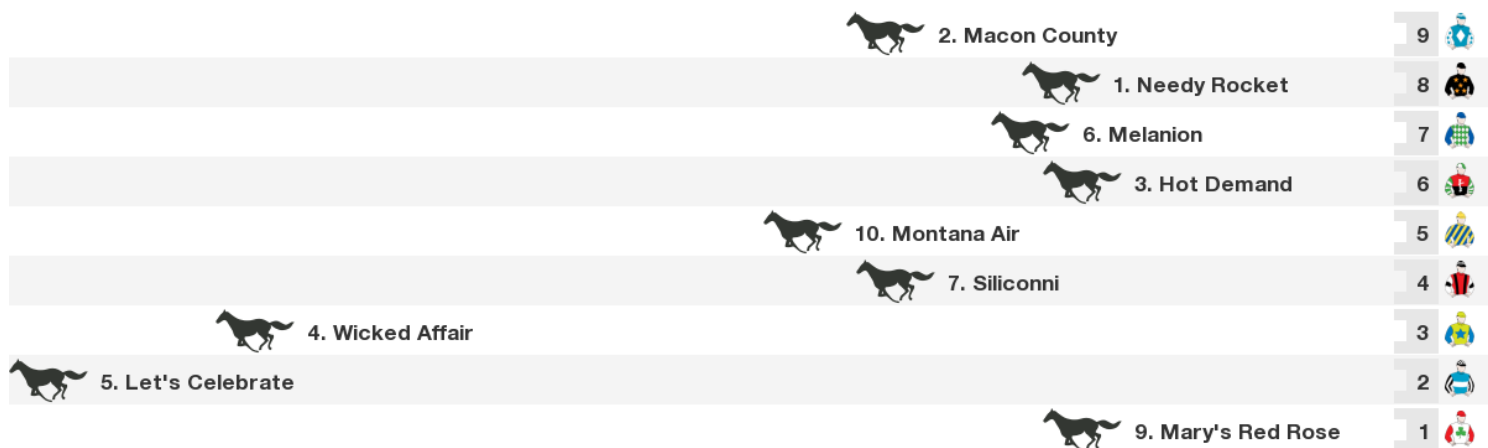 2. Macon County 9
1. Needy Rocket 8
6. Melanion 7
3. Hot Demand 6
10. Montana Air 5
7. Siliconni 4
4. Wicked Affair 3
5. Let's Celebrate 2
9. Mary's Red Rose 1